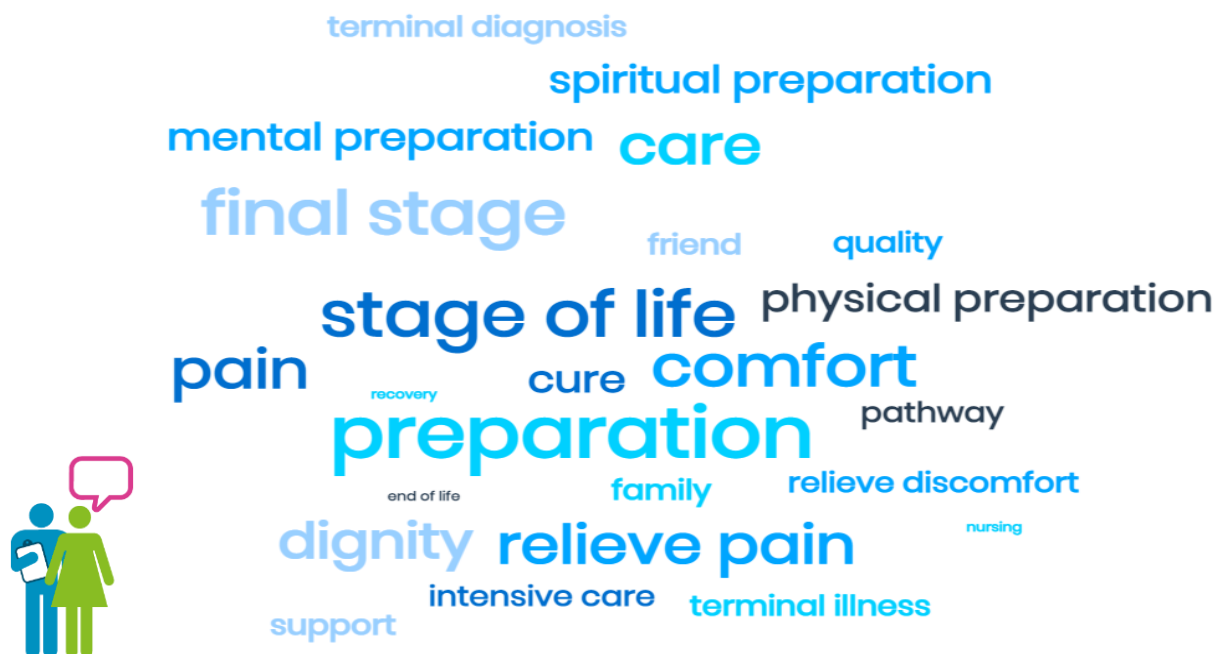 terminal diagnosis
spiritual preparation
mental preparation
care
final stage
friend
quality
stage of life
physical preparation
pain
cure
comfort
recovery
preparation
pathway
end of life
family
relieve discomfort
dignity
relieve pain
nursing
intensive care
terminal illness
support